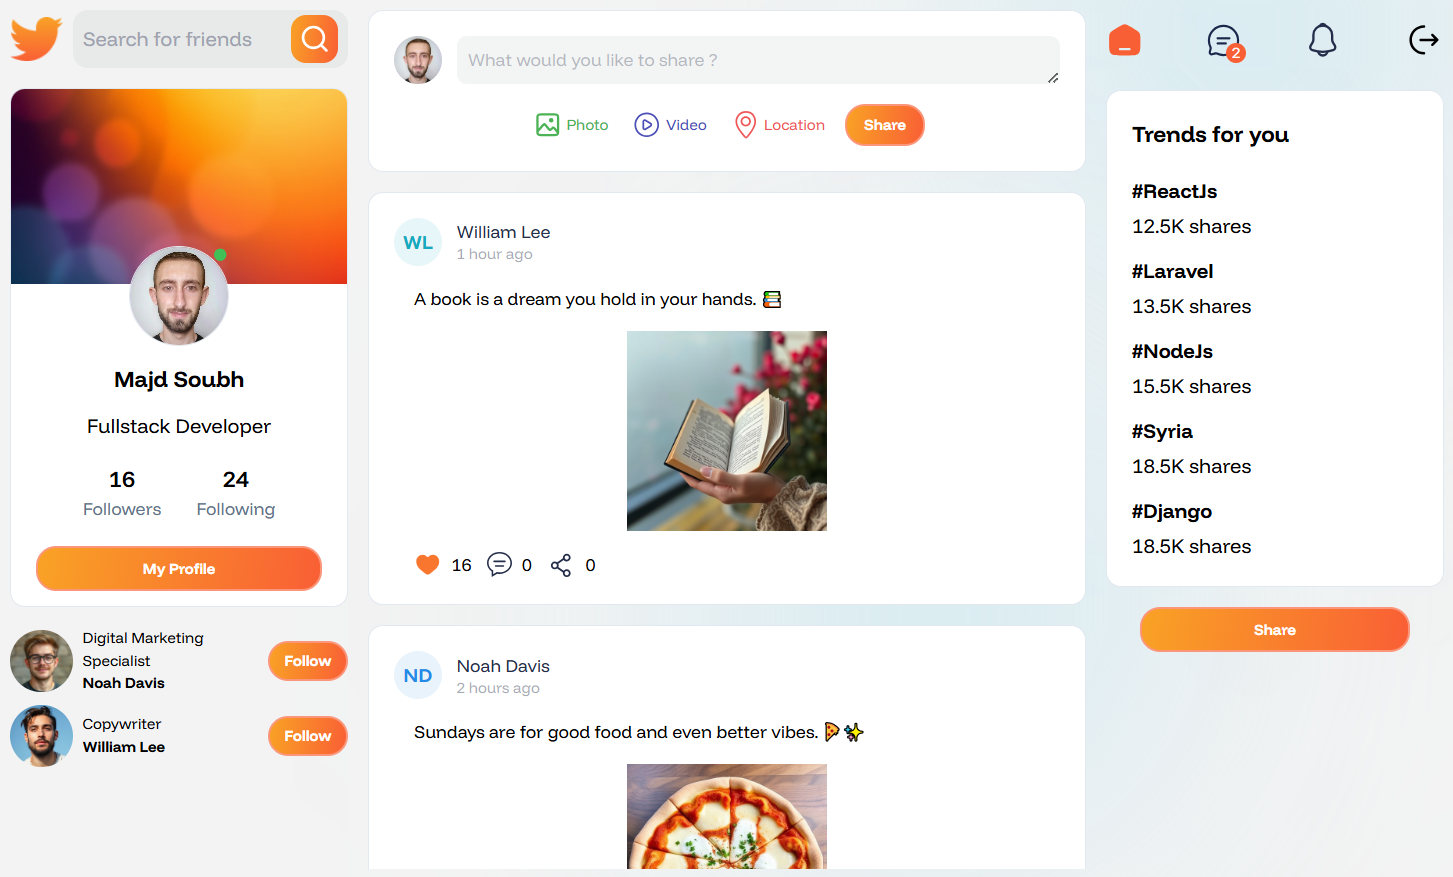 Search for friends
Majd Soubh
Fullstack Developer
16
Followers
24
Following
My Profile
Digital Marketing
Specialist
Noah Davis
Follow
Copywriter
William Lee
Follow
What would you like to share ?
Photo
Video
Location
Share
WL
William Lee
1 hour ago
A book is a dream you hold in your hands. 📚
16
0
0
ND
Noah Davis
2 hours ago
Sundays are for good food and even better vibes. 🍕✨
2
Trends for you
#ReactJs
12.5K shares
#Laravel
13.5K shares
#NodeJs
15.5K shares
#Syria
18.5K shares
#Django
18.5K shares
Share